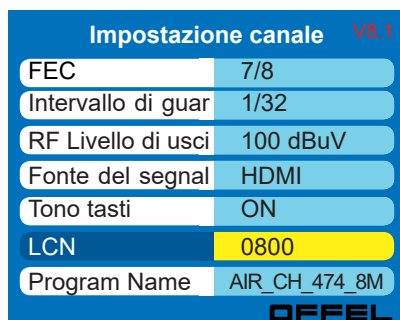 Impostazione canale V8.1
FEC 7/8
Intervallo di guar 1/32
RF Livello di usci 100 dBuV
Fonte del segnal HDMI
Tono tasti ON
LCN 0800
Program Name AIR_CH_474_8M
OFFEL